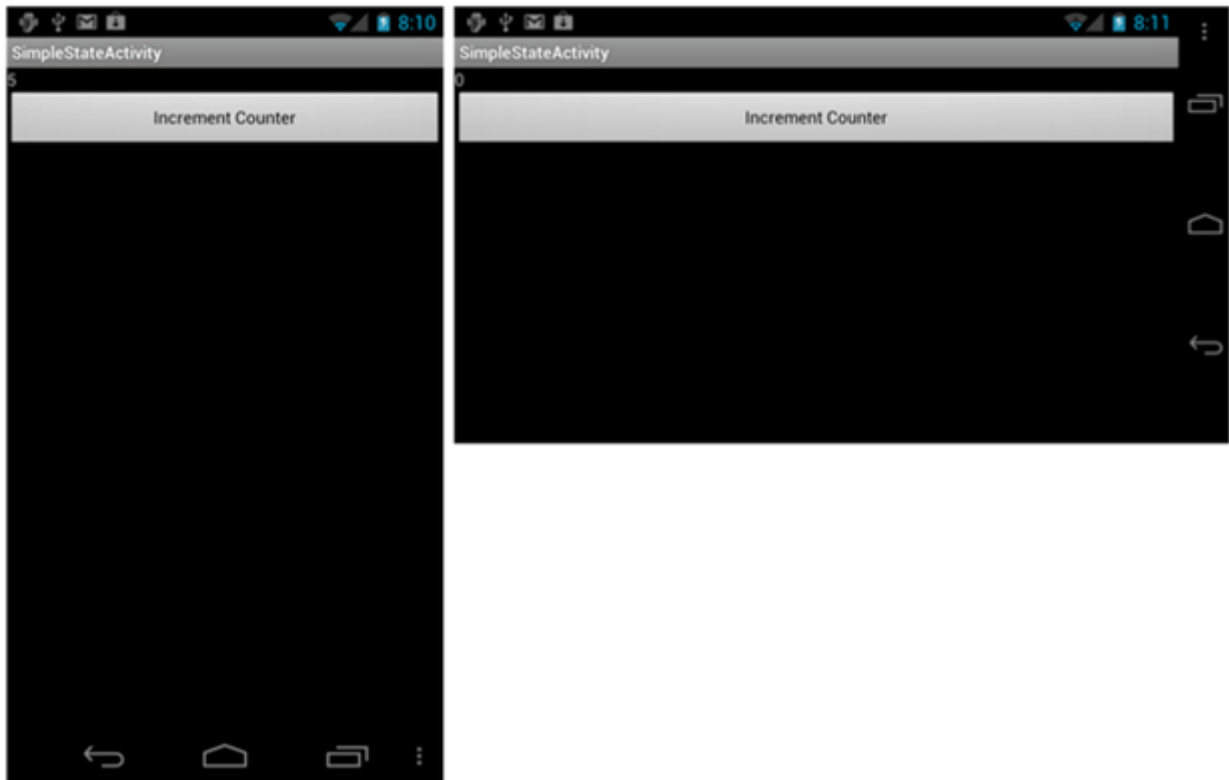 8:10
SimpleStateActivity
5
Increment Counter
8:11
SimpleStateActivity
0
Increment Counter